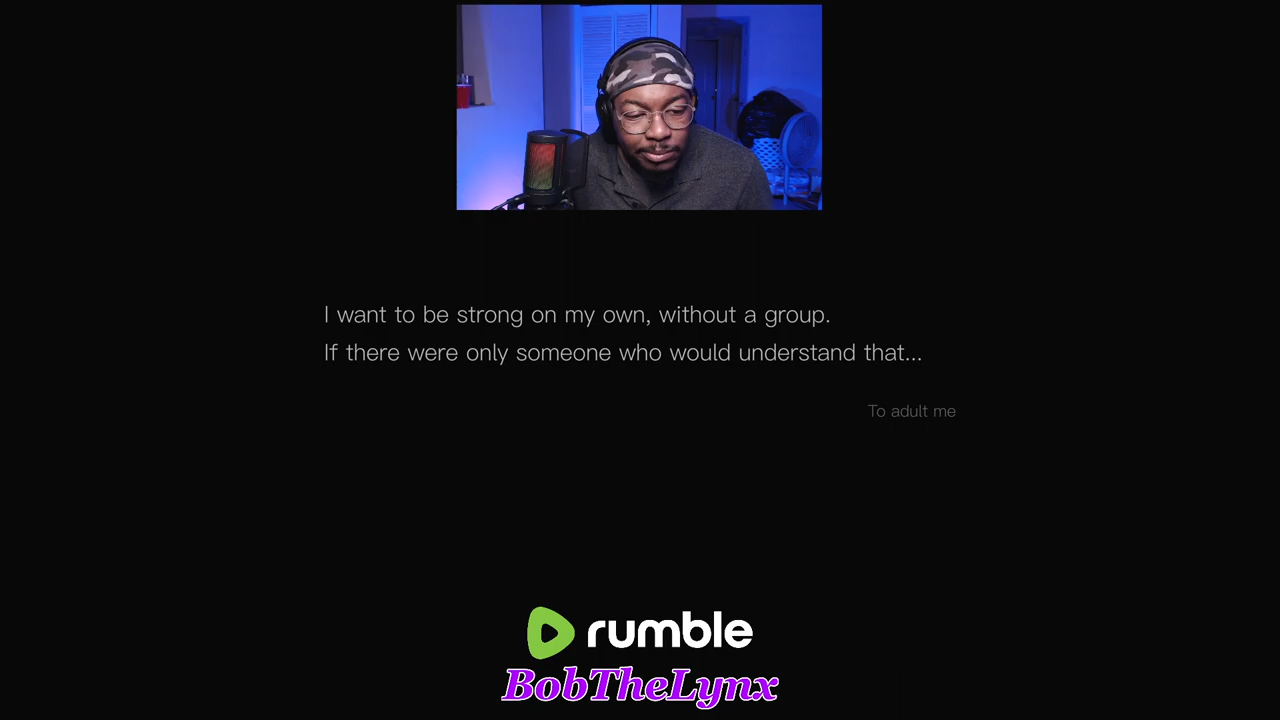 I want to be strong on my own, without a group.
If there were only someone who would understand that...
To adult me
rumble
BobTheLynx